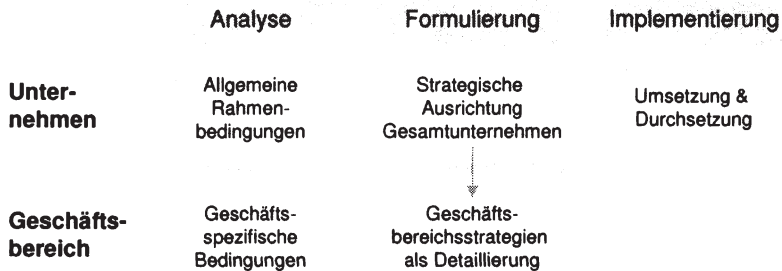 Analyse Formulierung Implementierung
Unter-
nehmen
Allgemeine
Rahmen-
bedingungen
Strategische
Ausrichtung
Gesamtunternehmen
Umsetzung &
Durchsetzung
Geschäfts-
bereich
Geschäfts-
spezifische
Bedingungen
Geschäfts-
bereichsstrategien
als Detaillierung